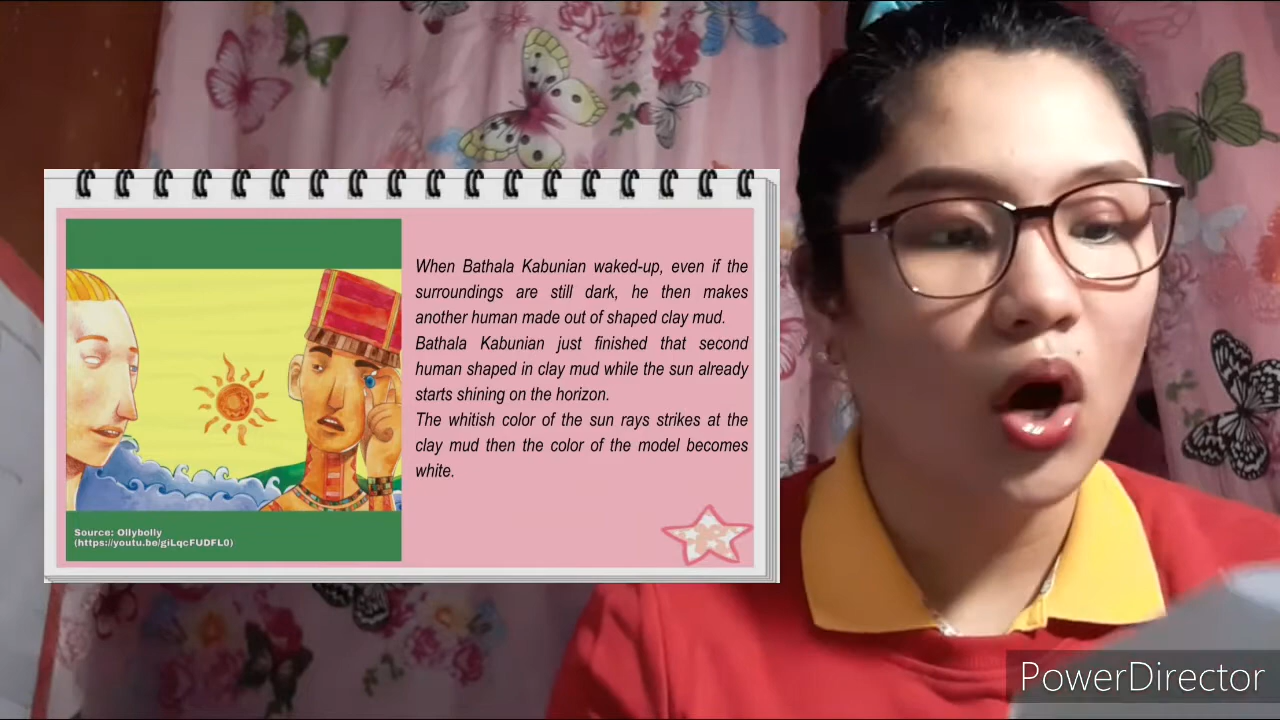 When Bathala Kabunian waked-up, even if the
surroundings are still dark, he then makes
another human made out of shaped clay mud.
Bathala Kabunian just finished that second
human shaped in clay mud while the sun already
starts shining on the horizon.
The whitish color of the sun rays strikes at the
clay mud then the color of the model becomes
white.
Source: Ollybolly
(https://youtu.be/giLqcFUDFL0)
PowerDirector